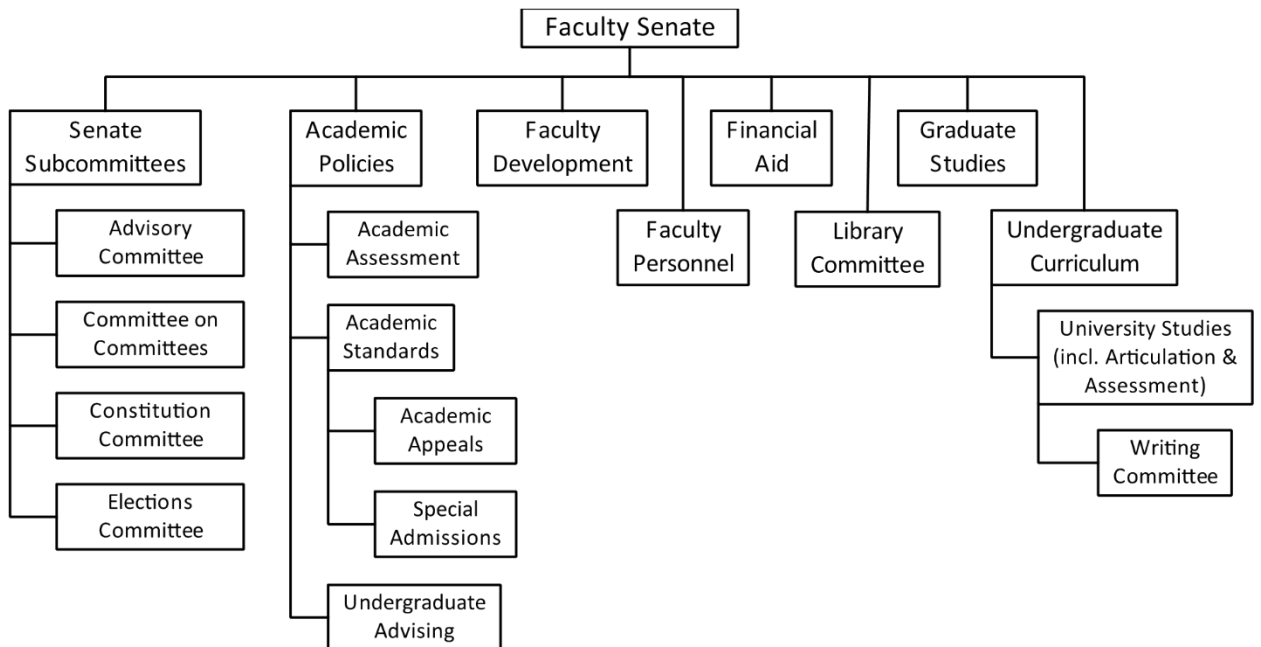 Faculty Senate
Senate
Subcommittees
Advisory
Committee
Committee on
Committees
Constitution
Committee
Elections
Committee
Academic
Policies
Academic
Assessment
Academic
Standards
Academic
Appeals
Special
Admissions
Undergraduate
Advising
Faculty
Development
Faculty
Personnel
Financial
Aid
Library
Committee
Graduate
Studies
Undergraduate
Curriculum
University Studies
(incl. Articulation &
Assessment)
Writing
Committee